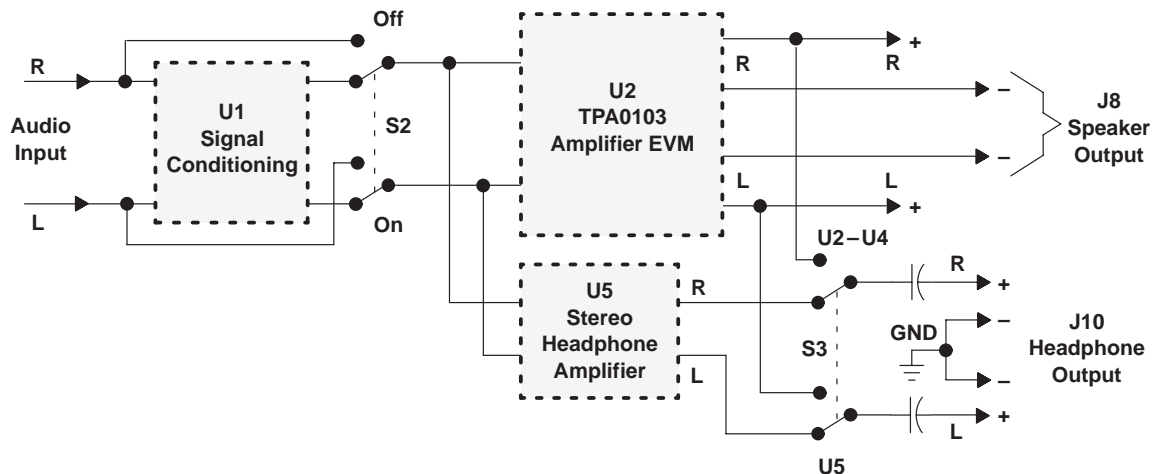 Off
R
Audio
Input
L
U1
Signal
Conditioning
S2
On
U2
TPA0103
Amplifier EVM
R
L
+
R
–
–
L
+
J8
Speaker
Output
U2–U4
U5
Stereo
Headphone
Amplifier
R
L
S3
U5
R
+
GND
–
–
L
+
J10
Headphone
Output